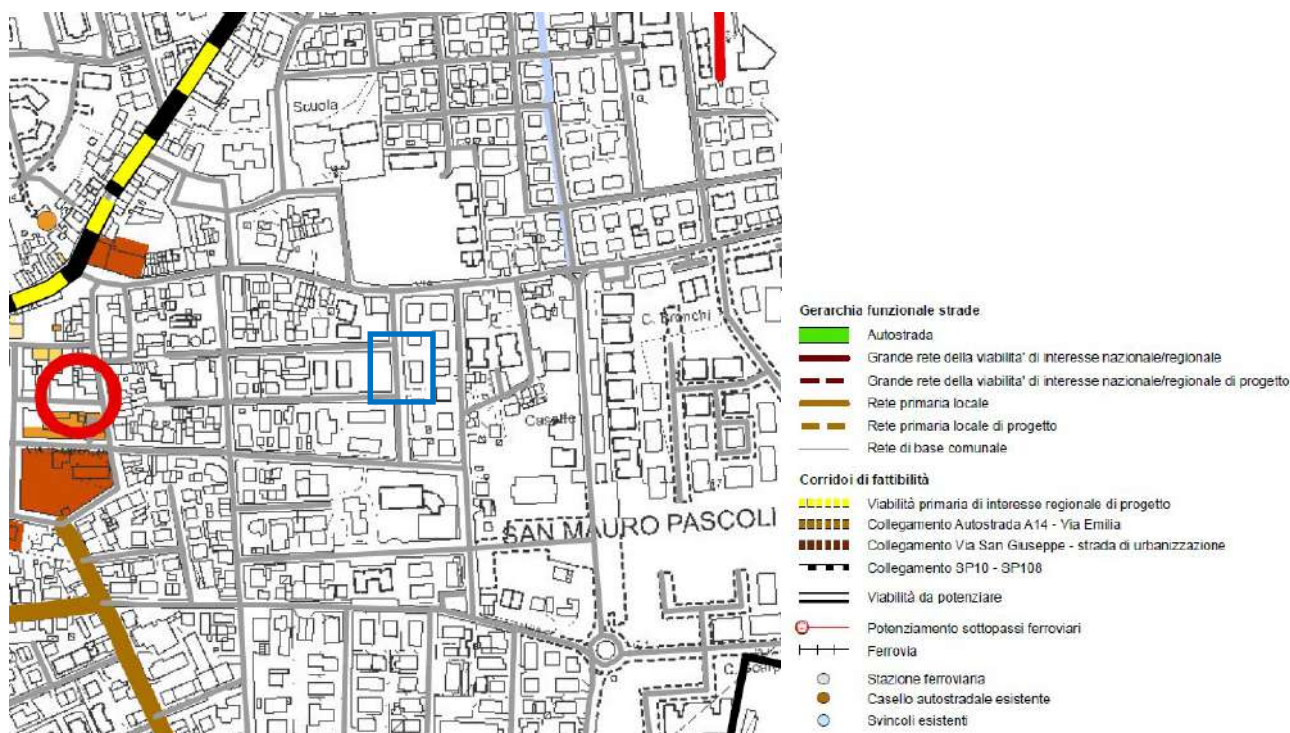 Scuola
C. Bronchi
Casette
SAN MAURO PASCOLI
Gerarchia funzionale strade
Autostrada
Grande rete della viabilita' di interesse nazionale/regionale
Grande rete della viabilita' di interesse nazionale/regionale di progetto
Rete primaria locale
Rete primaria locale di progetto
Rete di base comunale
Corridoi di fattibilità
Viabilità primaria di interesse regionale di progetto
Collegamento Autostrada A14 - Via Emilia
Collegamento Via San Giuseppe - strada di urbanizzazione
Collegamento SP10 - SP108
Viabilità da potenziare
Potenziamento sottopassi ferroviari
Ferrovia
Stazione ferroviaria
Casello autostradale esistente
Svincoli esistenti